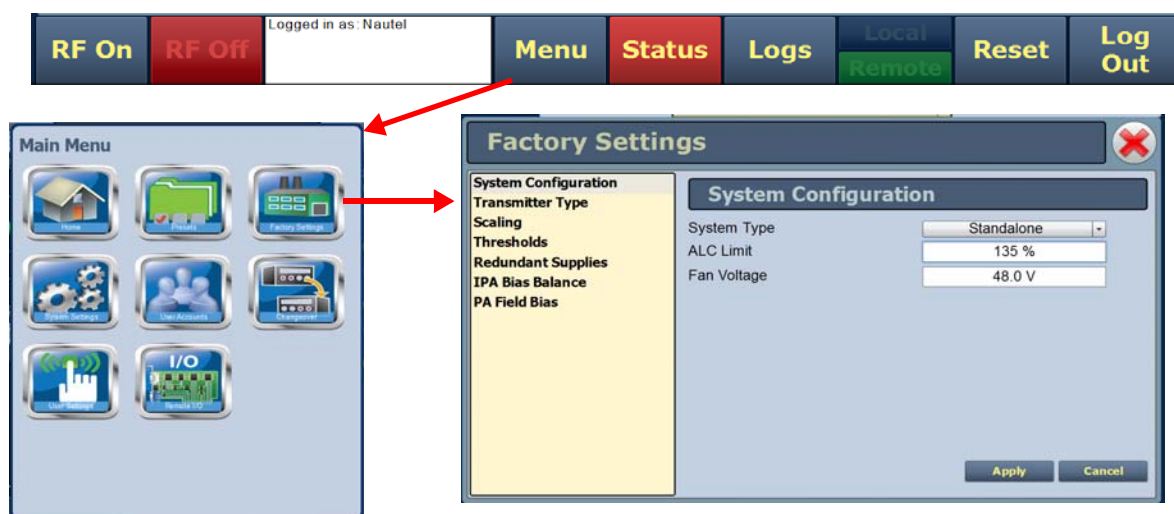 RF On
RF Off
Logged in as: Nautel
Menu
Status
Logs
Local
Remote
Reset
Log
Out
Main Menu
Home
Presets
Factory Settings
System Settings
User Accounts
Changeover
User Settings
I/O
Remote I/O
Factory Settings
System Configuration
Transmitter Type
Scaling
Thresholds
Redundant Supplies
IPA Bias Balance
PA Field Bias
System Configuration
System Type Standalone
ALC Limit 135 %
Fan Voltage 48.0 V
Apply Cancel